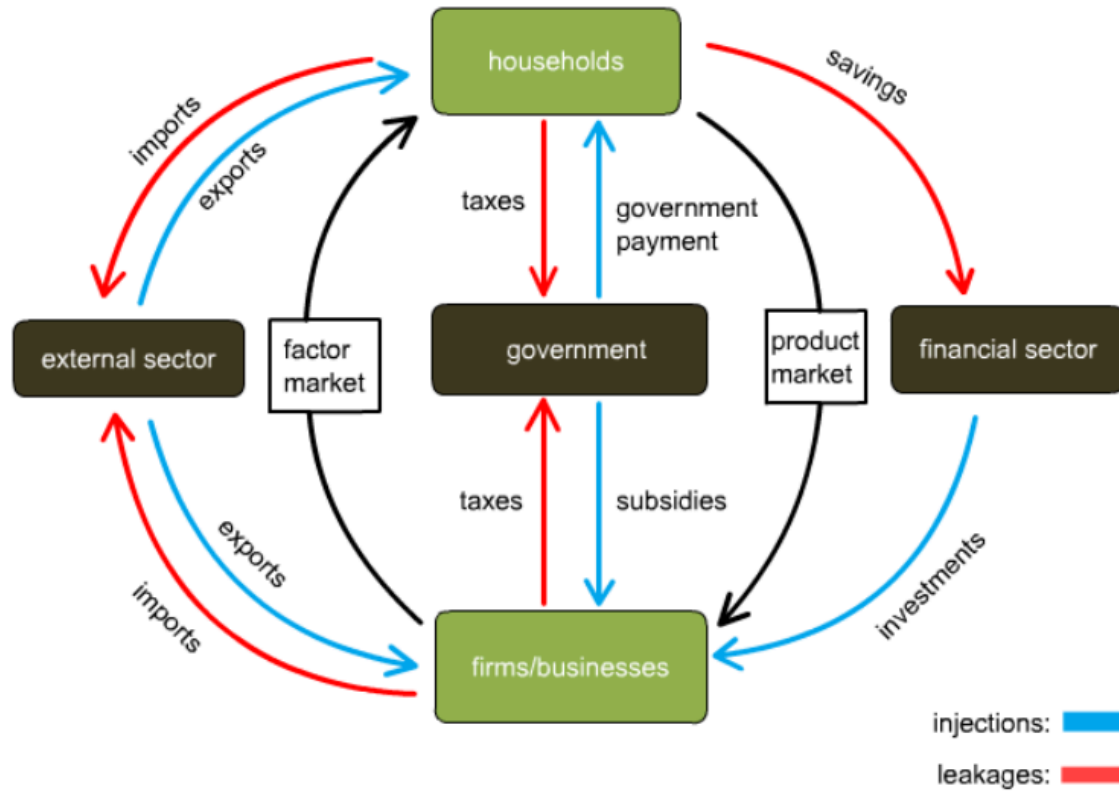 households
savings
imports
exports
taxes
government
payment
external sector
factor
market
government
product
market
financial sector
taxes
subsidies
exports
imports
investments
firms/businesses
injections:
leakages: